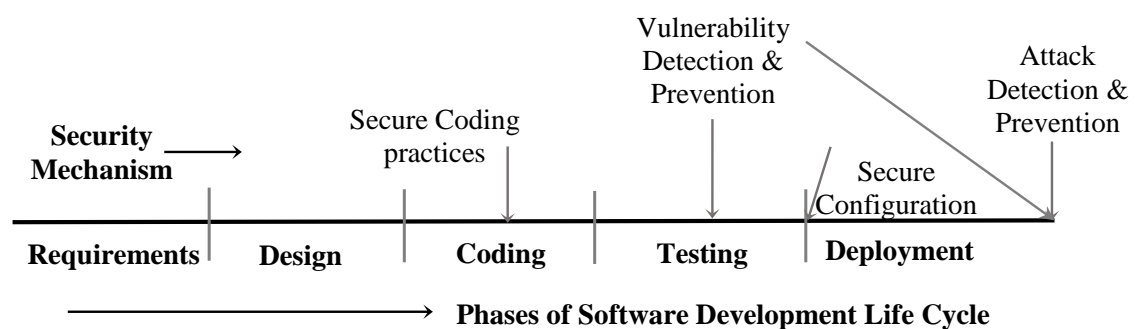 Vulnerability
Detection &
Prevention
Attack
Detection &
Prevention
Secure Coding
practices
Security
Mechanism
Secure
Configuration
Requirements
Design
Coding
Testing
Deployment
Phases of Software Development Life Cycle